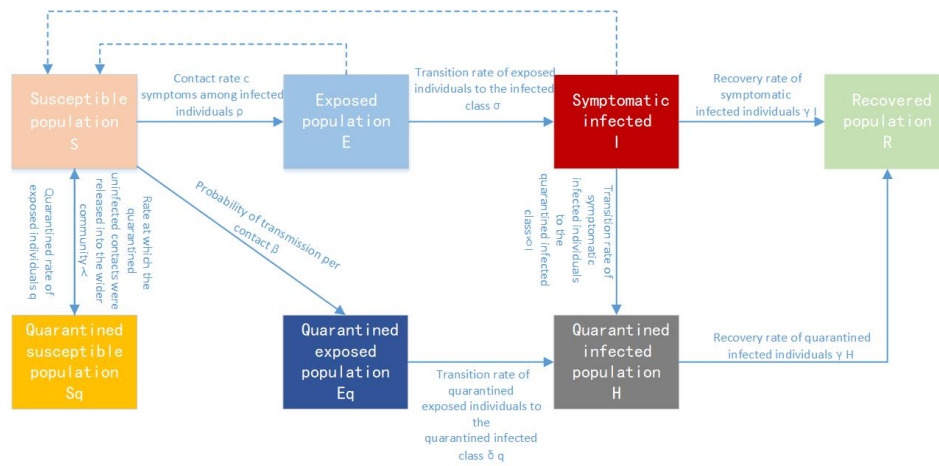 Susceptible
population
S
Contact rate c
symptoms among infected
individuals ρ
Exposed
population
E
Transition rate of exposed
individuals to the infected
class σ
Symptomatic
infected
I
Recovery rate of
symptomatic
infected individuals γ I
Recovered
population
R
Quarantined rate of
exposed individuals q
Rate at which the
quarantined
uninfected contacts were
released into the wider
community λ
Probability of transmission per
contact β
Transition rate of
symptomatic
infected individuals
to the
quarantined infected
class δ I
Quarantined
susceptible
population
Sq
Quarantined
exposed
population
Eq
Transition rate of
quarantined
exposed individuals to
the
quarantined infected
class δ q
Quarantined
infected
population
H
Recovery rate of quarantined
infected individuals γ H